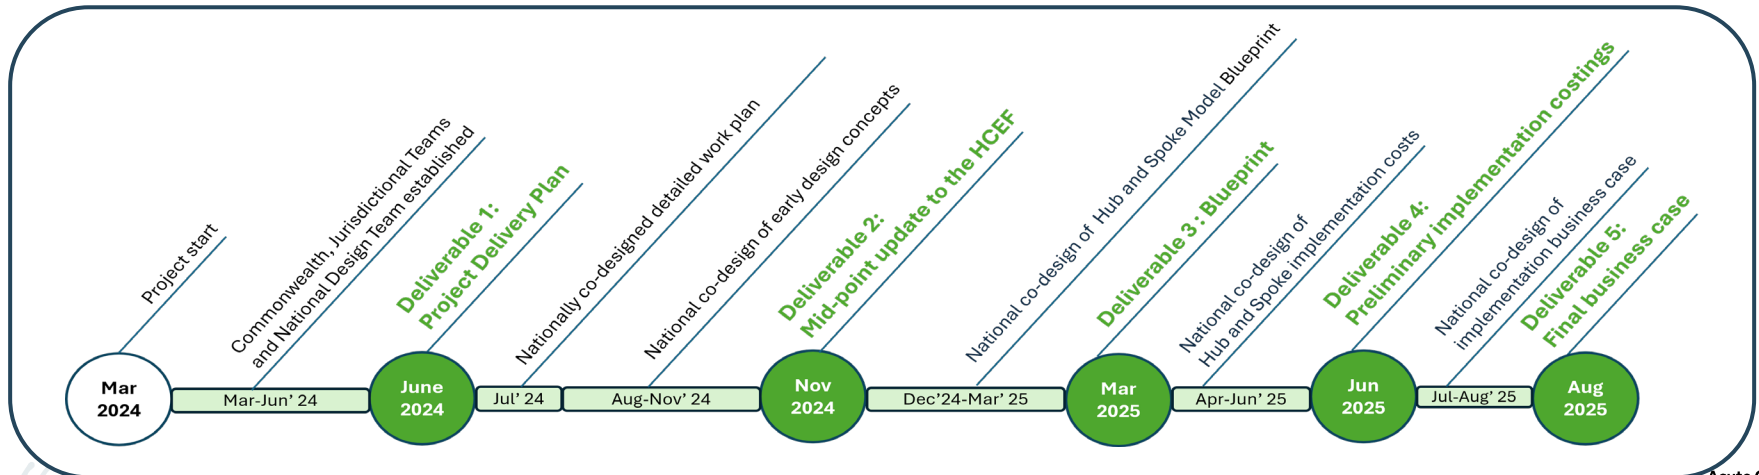 Project start
Commonwealth, Jurisdictional Teams
and National Design Team established
Deliverable 1:
Project Delivery Plan
Nationally co-designed detailed work plan
National co-design of early design concepts
Deliverable 2:
Mid-point update to the HCEF
National co-design of  Hub and Spoke Model Blueprint
Deliverable 3 : Blueprint
National co-design of
Hub and Spoke implementation costs
Deliverable 4:
Preliminary implementation costings
National co-design of
implementation business case
Deliverable 5:
Final business case
Mar
2024
Mar-Jun’ 24
June
2024
Jul’ 24
Aug-Nov’ 24
Nov
2024
Dec’24-Mar’ 25
Mar
2025
Apr-Jun’ 25
Jun
2025
Jul-Aug’ 25
Aug
2025